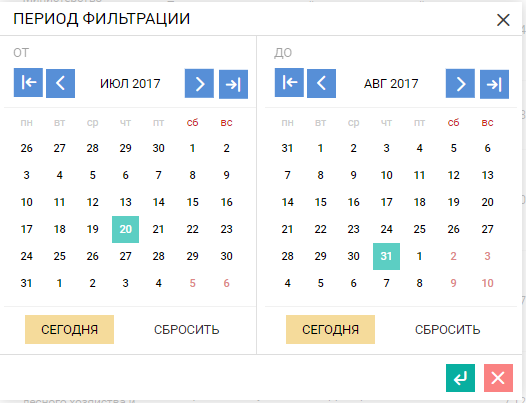 ПЕРИОД ФИЛЬТРАЦИИ
ОТ
ИЮЛ 2017
пн вт ср чт пт сб вс
26 27 28 29 30 1 2
3 4 5 6 7 8 9
10 11 12 13 14 15 16
17 18 19 20 21 22 23
24 25 26 27 28 29 30
31 1 2 3 4 5 6
СЕГОДНЯ СБРОСИТЬ
ДО
АВГ 2017
пн вт ср чт пт сб вс
31 1 2 3 4 5 6
7 8 9 10 11 12 13
14 15 16 17 18 19 20
21 22 23 24 25 26 27
28 29 30 31 1 2 3
4 5 6 7 8 9 10
СЕГОДНЯ СБРОСИТЬ